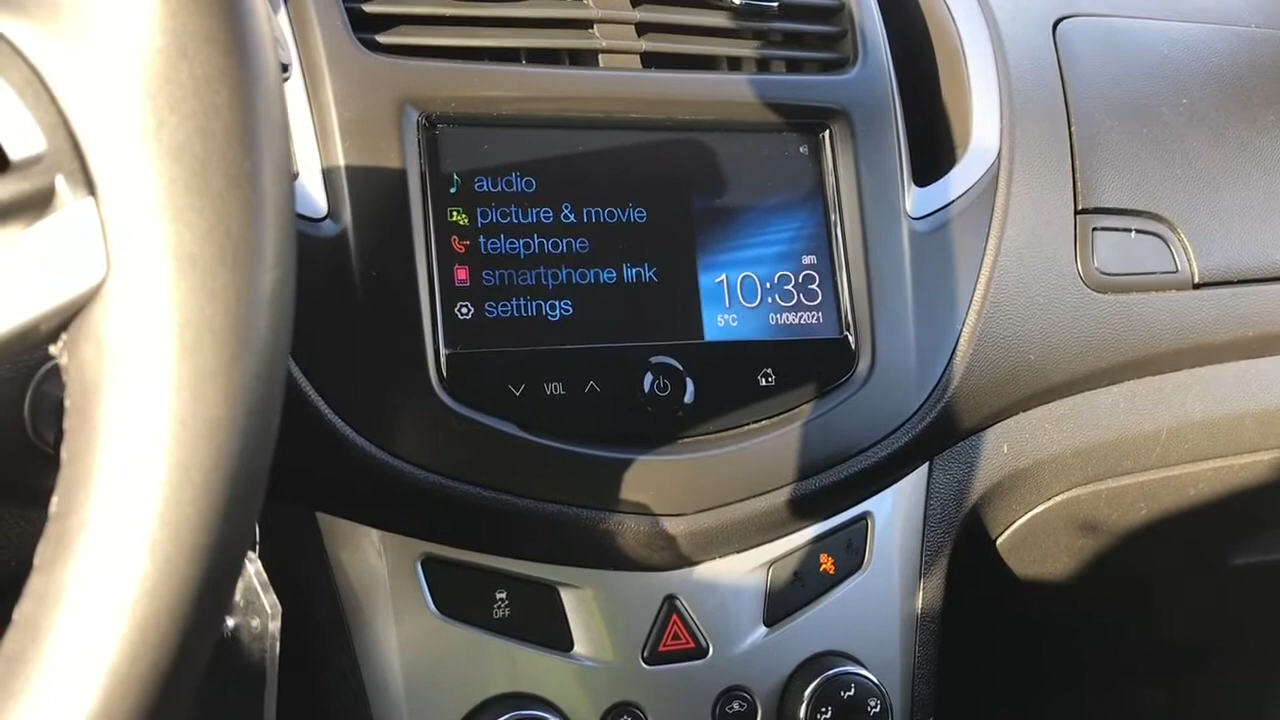 audio
picture & movie
telephone
smartphone link
settings
am
10:33
5°C 01/06/2021
VOL
OFF